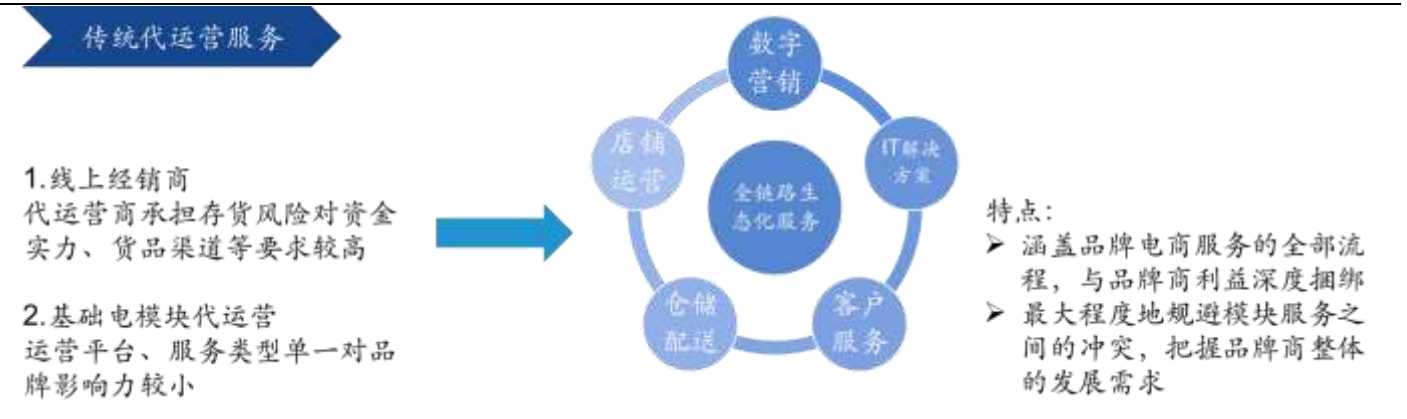 传统代运营服务
1.线上经销商
代运营商承担存货风险对资金
实力、货品渠道等要求较高
2.基础电模块代运营
运营平台、服务类型单一对品
牌影响力较小
数字
营销
店铺
运营
IT解决
方案
全链路生
态化服务
仓储
配送
客户
服务
特点:
➢ 涵盖品牌电商服务的全部流
程，与品牌商利益深度捆绑
➢ 最大程度地规避模块服务之
间的冲突，把握品牌商整体
的发展需求